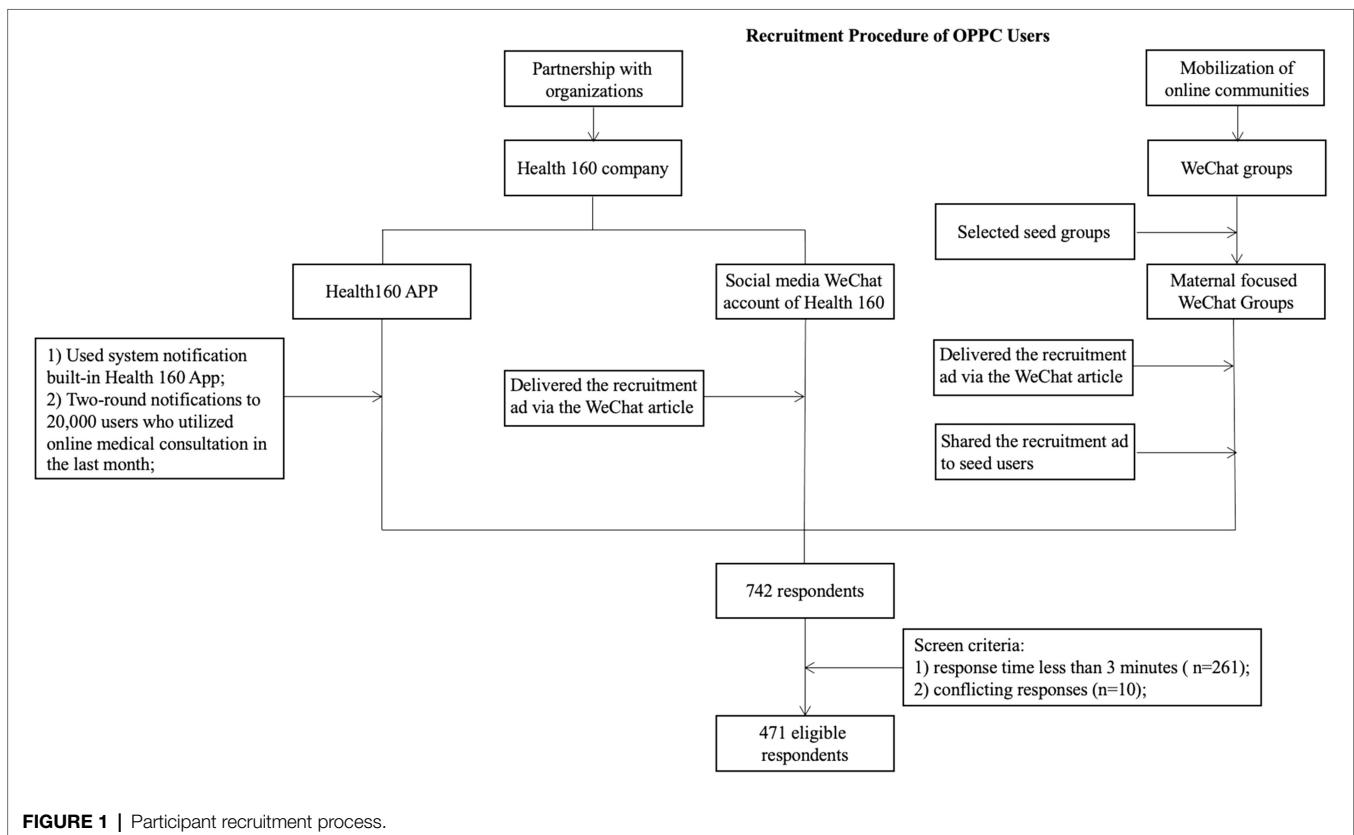 Recruitment Procedure of OPPC Users
Partnership with
organizations
Mobilization of
online communities
Health 160 company
WeChat groups
Selected seed groups
Health160 APP
Social media WeChat
account of Health 160
Maternal focused
WeChat Groups
1) Used system notification
built-in Health 160 App;
2) Two-round notifications to
20,000 users who utilized
online medical consultation in
the last month;
Delivered the recruitment
ad via the WeChat article
Delivered the recruitment
ad via the WeChat article
Shared the recruitment ad
to seed users
742 respondents
Screen criteria:
1) response time less than 3 minutes ( n=261);
2) conflicting responses (n=10);
471 eligible
respondents
FIGURE 1 | Participant recruitment process.